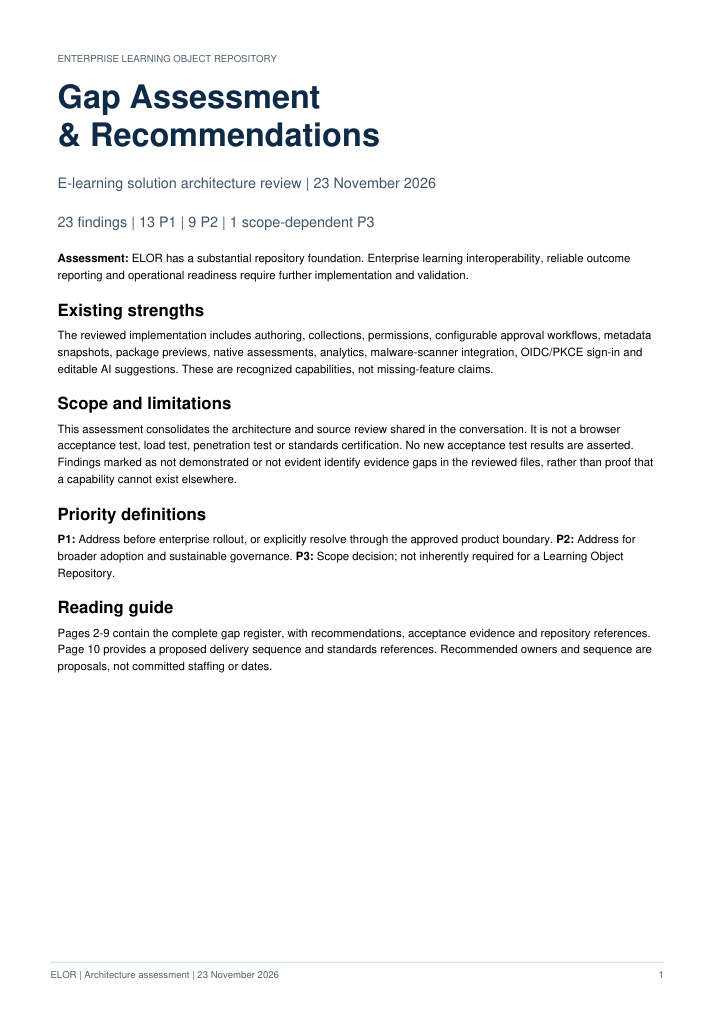 ENTERPRISE LEARNING OBJECT REPOSITORY
Gap Assessment
& Recommendations
E-learning solution architecture review | 23 November 2026
23 findings | 13 P1 | 9 P2 | 1 scope-dependent P3
Assessment: ELOR has a substantial repository foundation. Enterprise learning interoperability, reliable outcome
reporting and operational readiness require further implementation and validation.
Existing strengths
The reviewed implementation includes authoring, collections, permissions, configurable approval workflows, metadata
snapshots, package previews, native assessments, analytics, malware-scanner integration, OIDC/PKCE sign-in and
editable AI suggestions. These are recognized capabilities, not missing-feature claims.
Scope and limitations
This assessment consolidates the architecture and source review shared in the conversation. It is not a browser
acceptance test, load test, penetration test or standards certification. No new acceptance test results are asserted.
Findings marked as not demonstrated or not evident identify evidence gaps in the reviewed files, rather than proof that
a capability cannot exist elsewhere.
Priority definitions
P1: Address before enterprise rollout, or explicitly resolve through the approved product boundary. P2: Address for
broader adoption and sustainable governance. P3: Scope decision; not inherently required for a Learning Object
Repository.
Reading guide
Pages 2-9 contain the complete gap register, with recommendations, acceptance evidence and repository references.
Page 10 provides a proposed delivery sequence and standards references. Recommended owners and sequence are
proposals, not committed staffing or dates.
ELOR | Architecture assessment | 23 November 2026
1